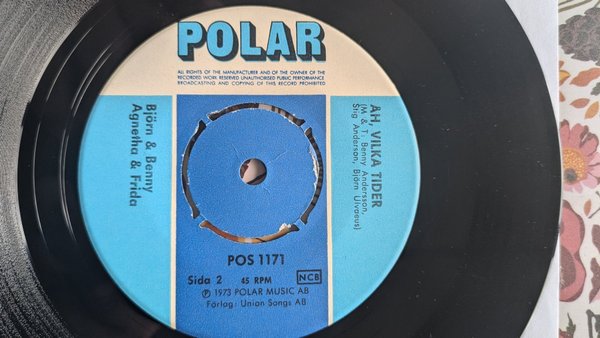 POLAR
ALL RIGHTS OF THE MANUFACTURER AND OF THE OWNER OF THE
RECORDED WORK RESERVED UNAUTHORISED PUBLIC PERFORMANCE
BROADCASTING AND COPYING OF THIS RECORD PROHIBITED
ÅH, VILKA TIDER
(M & T: Benny Andersson,
Stig Anderson, Björn Ulvaeus)
Björn & Benny
Agnetha & Frida
POS 1171
Sida 2 45 RPM NCB
Ⓟ 1973 POLAR MUSIC AB
Förlag: Union Songs AB